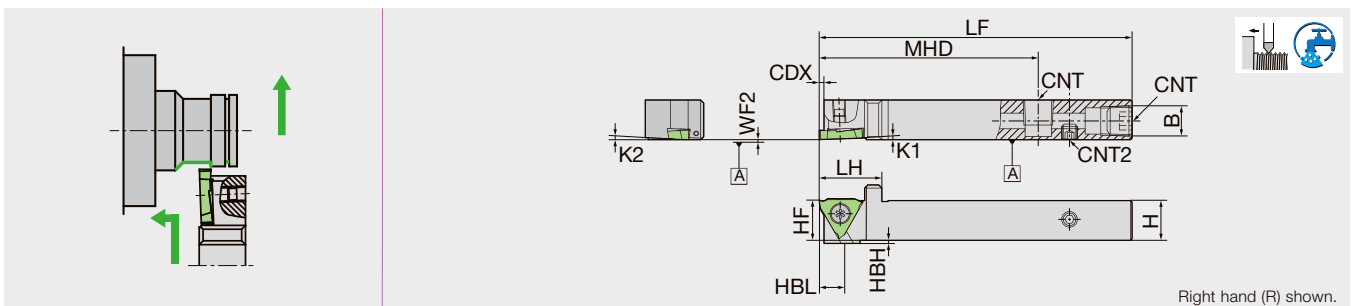 LF
MHD
CDX
CNT
CNT
WF2
B
K2
K1
CNT2
A
A
LH
HF
H
HBH
HBL
Right hand (R) shown.